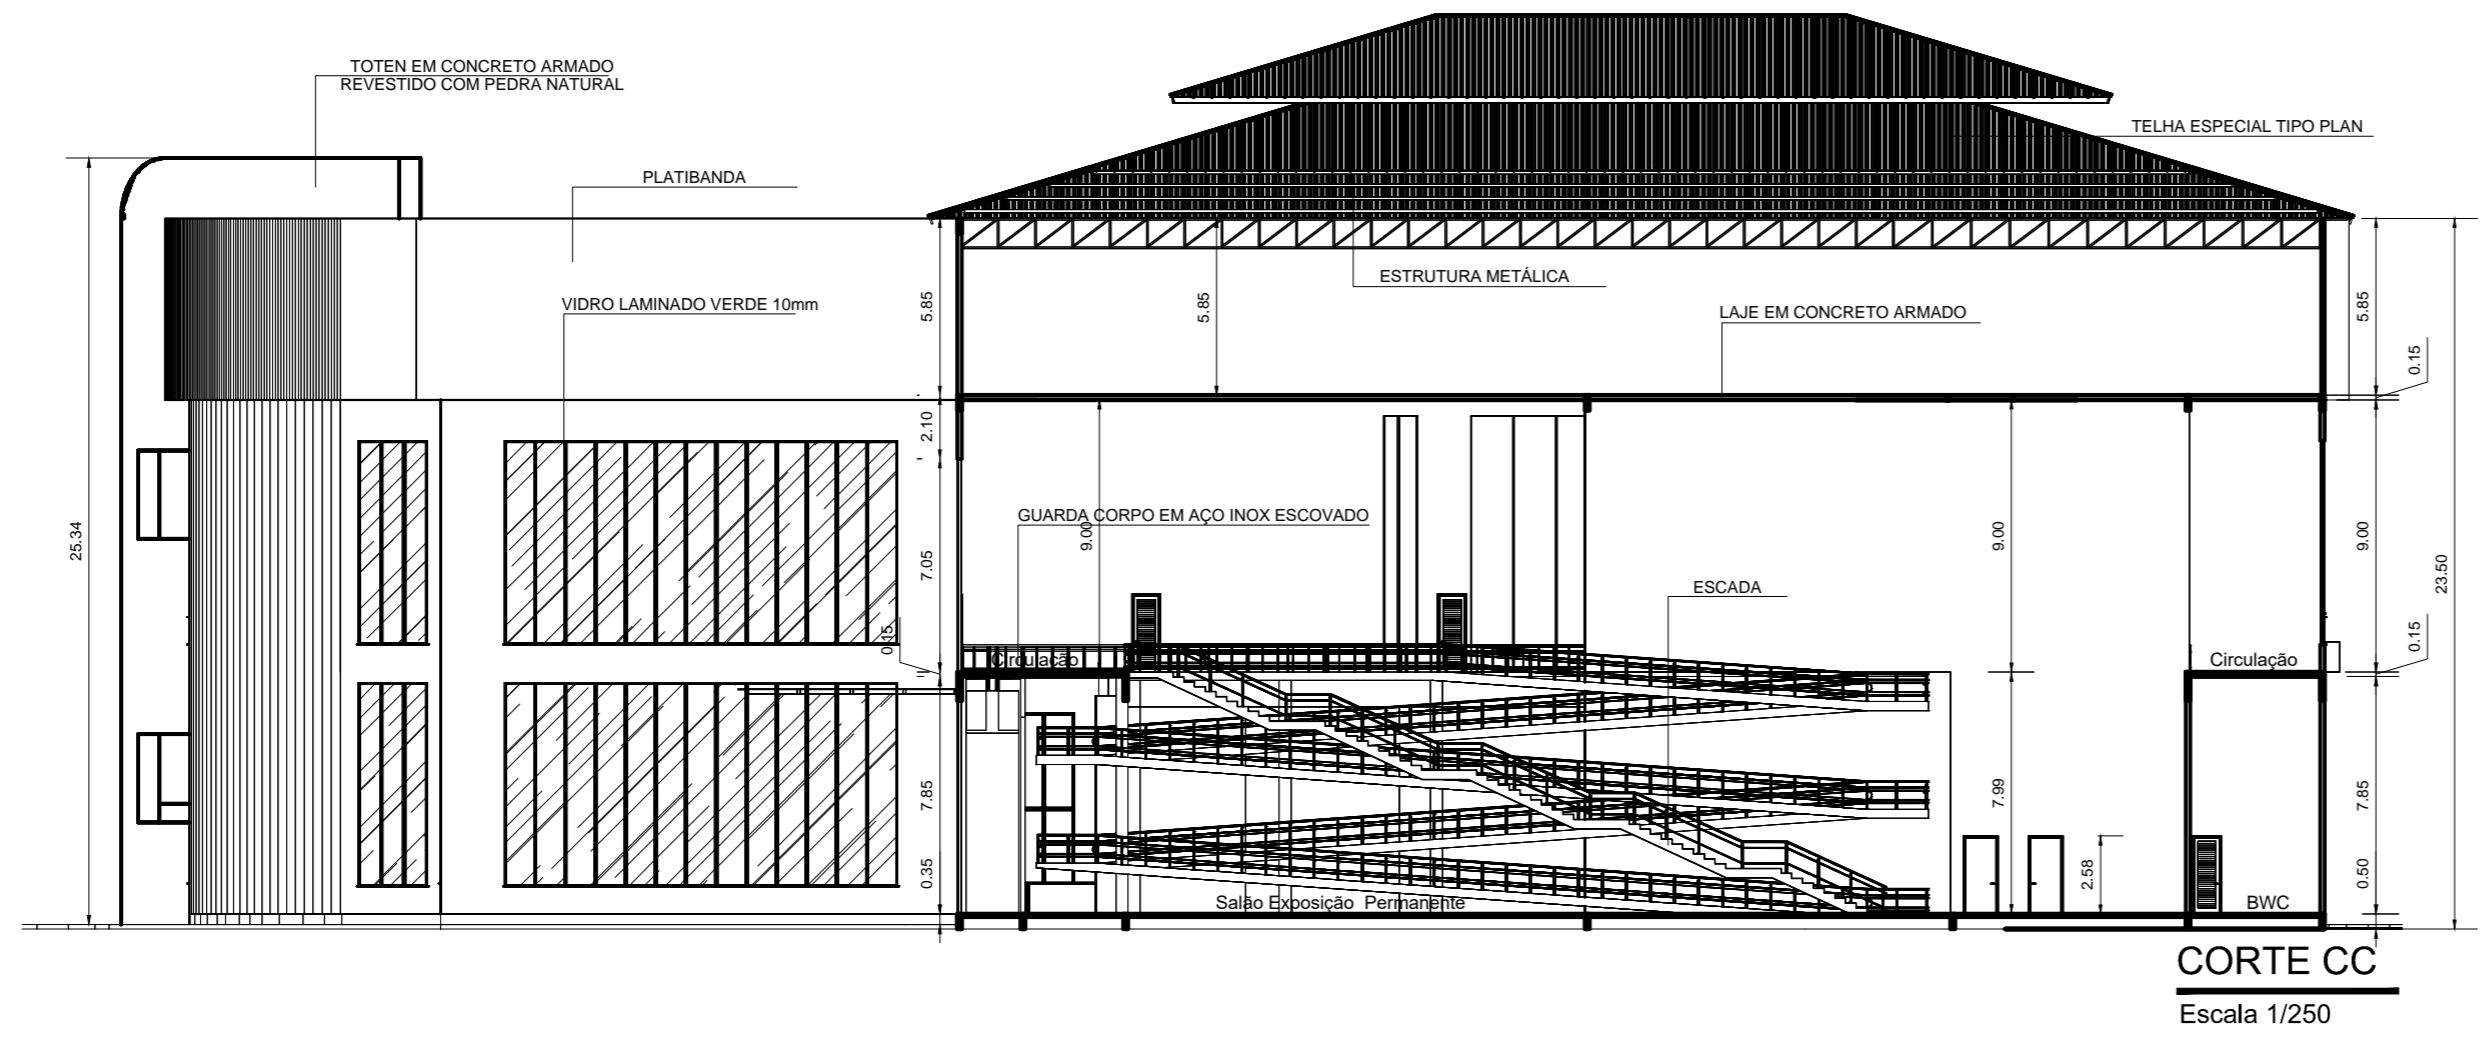 TOTEN EM CONCRETO ARMADO
REVESTIDO COM PEDRA NATURAL
TELHA ESPECIAL TIPO PLAN
PLATIBANDA
ESTRUTURA METÁLICA
VIDRO LAMINADO VERDE 10mm
LAJE EM CONCRETO ARMADO
5.85
5.85
5.85
0.15
2.10
GUARDA CORPO EM AÇO INOX ESCOVADO
25.34
7.05
9.00
9.00
9.00
23.50
ESCADA
0.15
0.15
Circulação
Circulação
7.85
7.99
7.85
0.35
2.58
0.50
Salão Exposição Permanente
BWC
CORTE CC
Escala 1/250